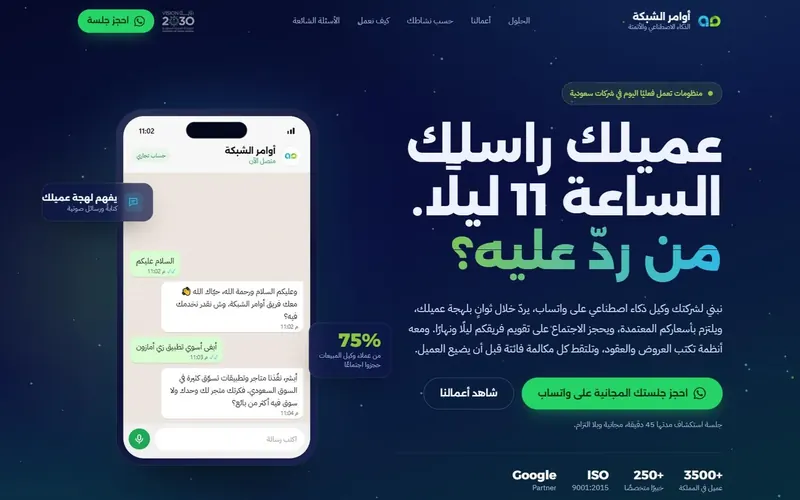 أوامر الشبكة
الذكاء الاصطناعي والأتمتة
الحلول
أعمالنا
حسب نشاطك
كيف نعمل
الأسئلة الشائعة
VISION
2030
احجز جلسة
منظومات تعمل فعليًا اليوم في شركات سعودية
عميلك راسلك
الساعة 11 ليلًا.
من ردّ عليه؟
نبني لشركتك وكيل ذكاء اصطناعي على واتساب، يردّ خلال ثوانٍ بلهجة عميلك،
ويلتزم بأسعاركم المعتمدة، ويحجز الاجتماع على تقويم فريقكم ليلًا ونهارًا. ومعه
أنظمة تكتب العروض والعقود، وتلتقط كل مكالمة فائتة قبل أن يضيع العميل.
احجز جلستك المجانية على واتساب
شاهد أعمالنا
جلسة استكشاف مدتها 45 دقيقة، مجانية وبلا التزام.
3500+
عميل في المملكة
250+
خبيرًا متخصصًا
ISO
9001:2015
Google
Partner
11:02
أوامر الشبكة
متصل الآن
حساب تجاري
يفهم لهجة عميلك
كتابة ورسائل صوتية
السلام عليكم
11:02 م
وعليكم السلام ورحمة الله، حيّاك الله
معك فريق أوامر الشبكة، وش نقدر نخدمك
فيه؟
11:02 م
أبغى أسوي تطبيق زي أمازون
11:03 م
أبشر، نفّذنا متاجر وتطبيقات تسوّق كثيرة في
السوق السعودي. فكرتك متجر لك وحدك ولا
سوق فيه أكثر من بائع؟
11:04 م
75%
من عملاء وكيل المبيعات
حجزوا اجتماعًا
اكتب رسالة